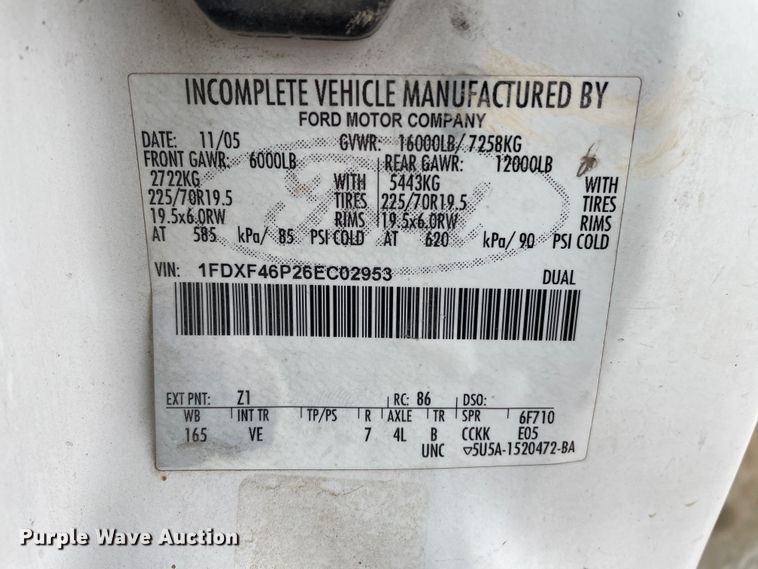 INCOMPLETE VEHICLE MANUFACTURED BY
FORD MOTOR COMPANY
DATE: 11/05 GVWR: 16000LB/ 7258KG
FRONT GAWR: 6000LB REAR GAWR: 12000LB
2722KG WITH 5443KG WITH
225/70R19.5 TIRES 225/70R19.5 TIRES
19.5x6.0RW RIMS 19.5x6.0RW RIMS
AT 585 kPa/ 85 PSI COLD AT 620 kPa/ 90 PSI COLD
VIN: 1FDXF46P26EC02953 DUAL
EXT PNT: Z1 RC: 86 DSO:
WB INT TR TP/PS R AXLE TR SPR 6F710
165 VE 7 4L B CCKK E05
UNC ▽5U5A-1520472-BA
Purple Wave Auction